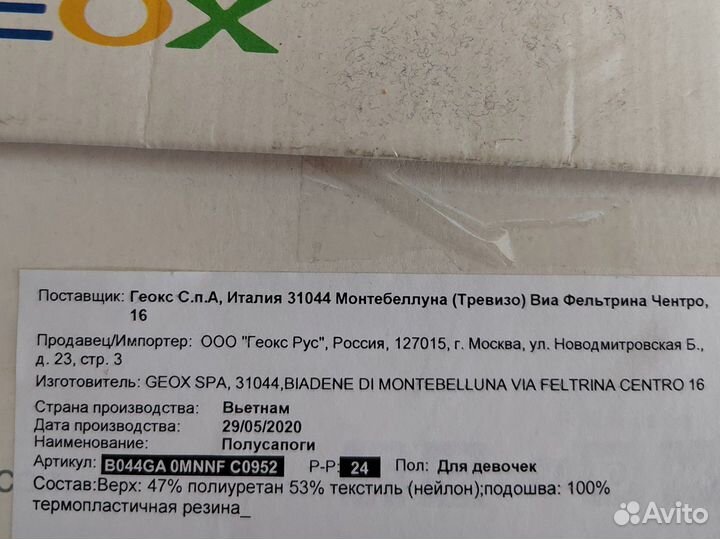 EOX
Поставщик: Геокс С.п.А, Италия 31044 Монтебеллуна (Тревизо) Виа Фельтрина Чентро,
16
Продавец/Импортер: ООО "Геокс Рус", Россия, 127015, г. Москва, ул. Новодмитровская Б.,
д. 23, стр. 3
Изготовитель: GEOX SPA, 31044,BIADENE DI MONTEBELLUNA VIA FELTRINA CENTRO 16
Страна производства: Вьетнам
Дата производства: 29/05/2020
Наименование: Полусапоги
Артикул: B044GA 0MNNF C0952 Р-Р: 24 Пол: Для девочек
Состав:Верх: 47% полиуретан 53% текстиль (нейлон);подошва: 100%
термопластичная резина_
Avito